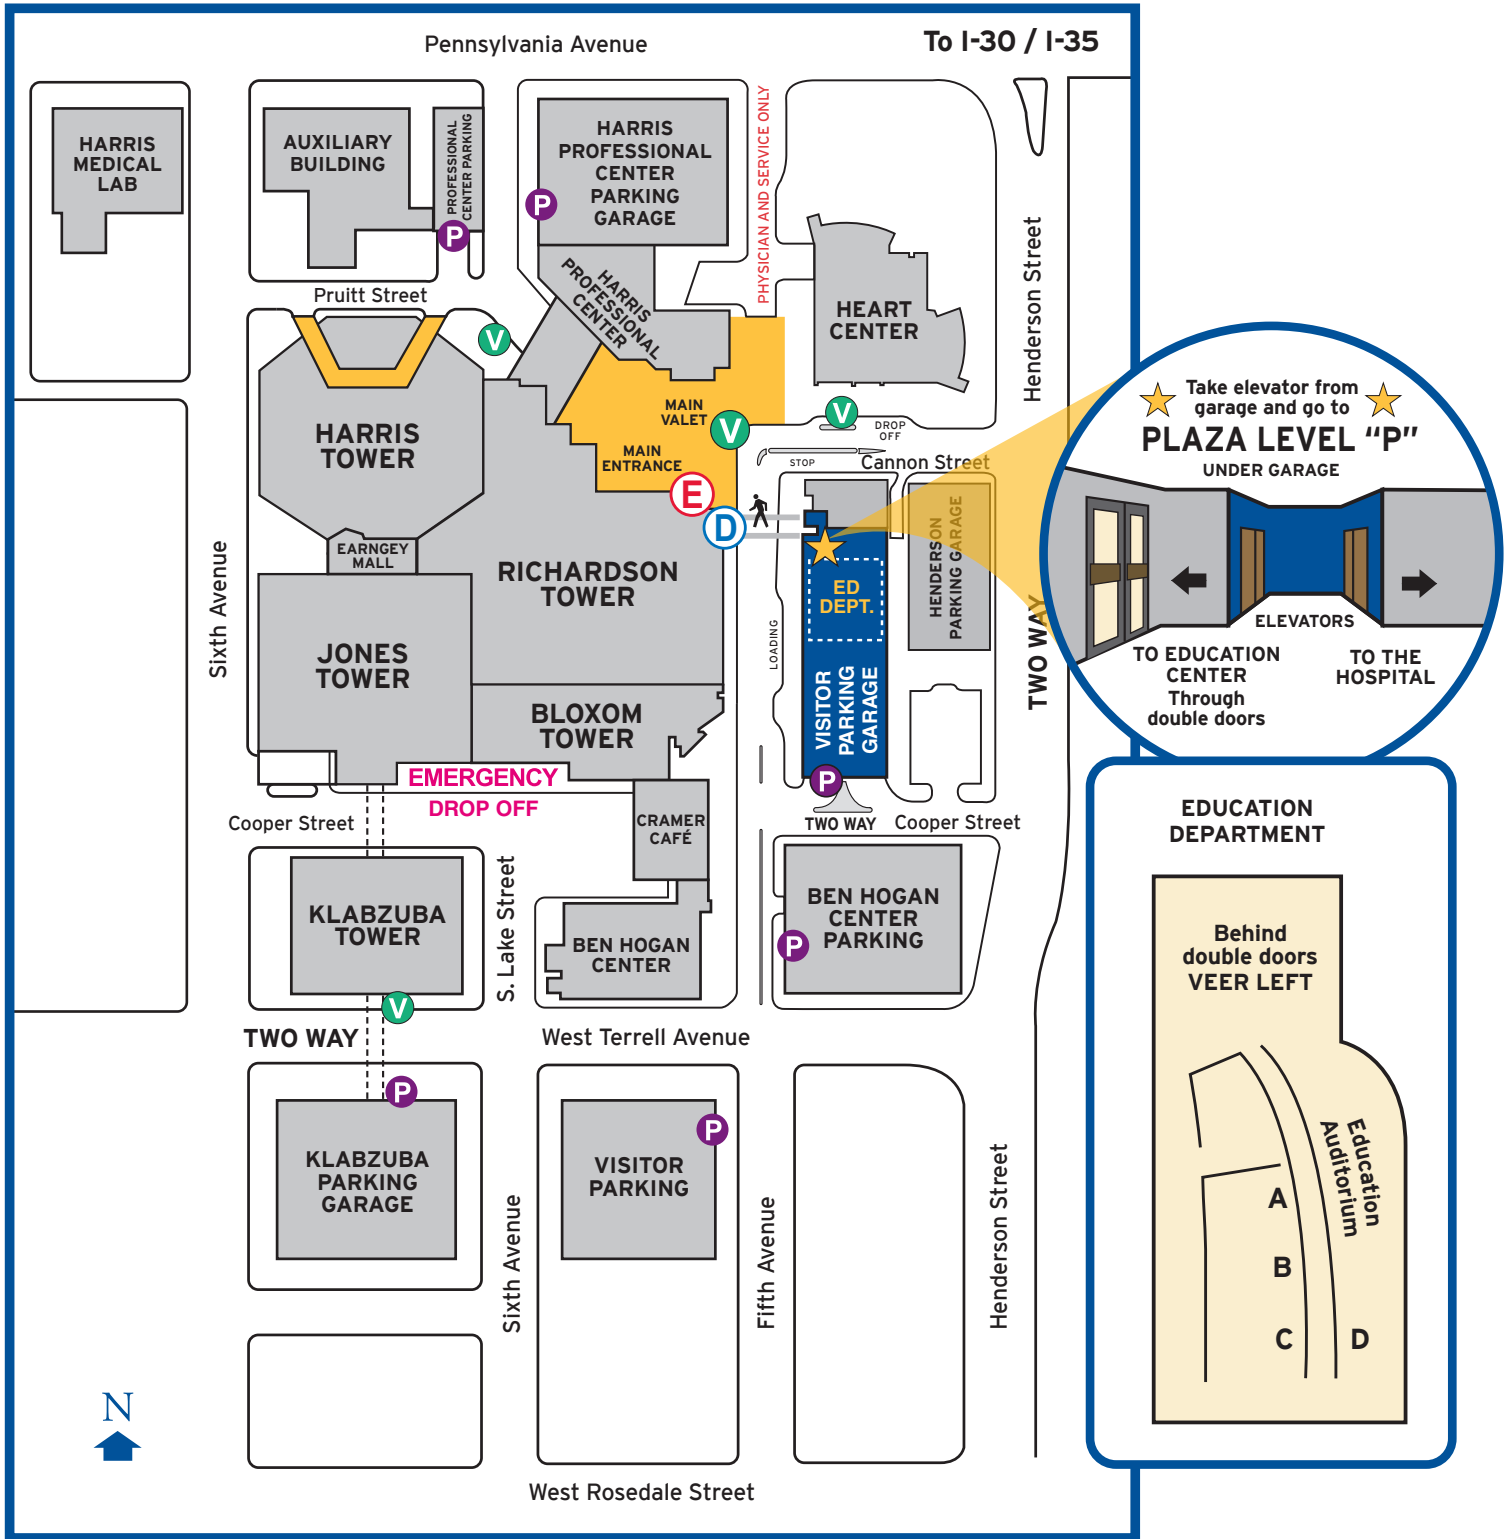 Pennsylvania Avenue
To I-30 / I-35
HARRIS
MEDICAL
LAB
AUXILIARY
BUILDING
PROFESSIONAL
CENTER PARKING
P
HARRIS
PROFESSIONAL
CENTER
PARKING
GARAGE
P
PHYSICIAN AND SERVICE ONLY
Henderson Street
Pruitt Street
HARRIS
PROFESSIONAL
CENTER
HEART
CENTER
V
Henderson Street
MAIN
VALET
V
V
DROP
OFF
HARRIS
TOWER
MAIN
ENTRANCE
STOP
Cannon Street
E
D
EARNGEY
MALL
Sixth Avenue
RICHARDSON
TOWER
ED
DEPT.
HENDERSON
PARKING GARAGE
LOADING
TWO WAY
JONES
TOWER
VISITOR
PARKING
GARAGE
BLOXOM
TOWER
EMERGENCY
DROP OFF
P
Cooper Street
CRAMER
CAFÉ
TWO WAY
Cooper Street
KLABZUBA
TOWER
S. Lake Street
BEN HOGAN
CENTER
BEN HOGAN
CENTER
PARKING
P
V
TWO WAY
West Terrell Avenue
P
KLABZUBA
PARKING
GARAGE
P
VISITOR
PARKING
Sixth Avenue
Fifth Avenue
Henderson Street
N
West Rosedale Street
Take elevator from
garage and go to
PLAZA LEVEL “P”
UNDER GARAGE
ELEVATORS
TO EDUCATION
CENTER
Through
double doors
TO THE
HOSPITAL
EDUCATION
DEPARTMENT
Behind
double doors
VEER LEFT
Education
Auditorium
A
B
C
D